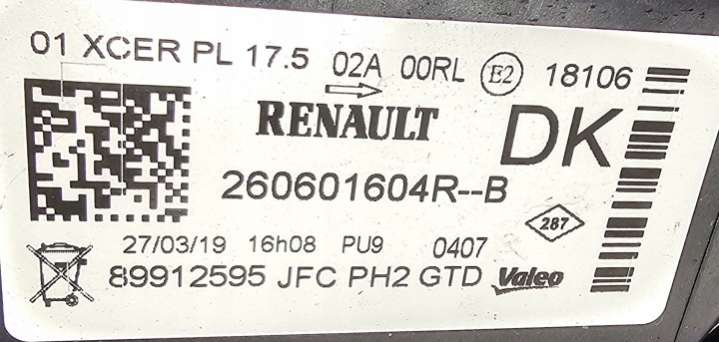 01 XCER PL 17.5 02A 00RL E2 18106
RENAULT DK
260601604R--B
287
27/03/19 16h08 PU9 0407
89912595 JFC PH2 GTD Valeo